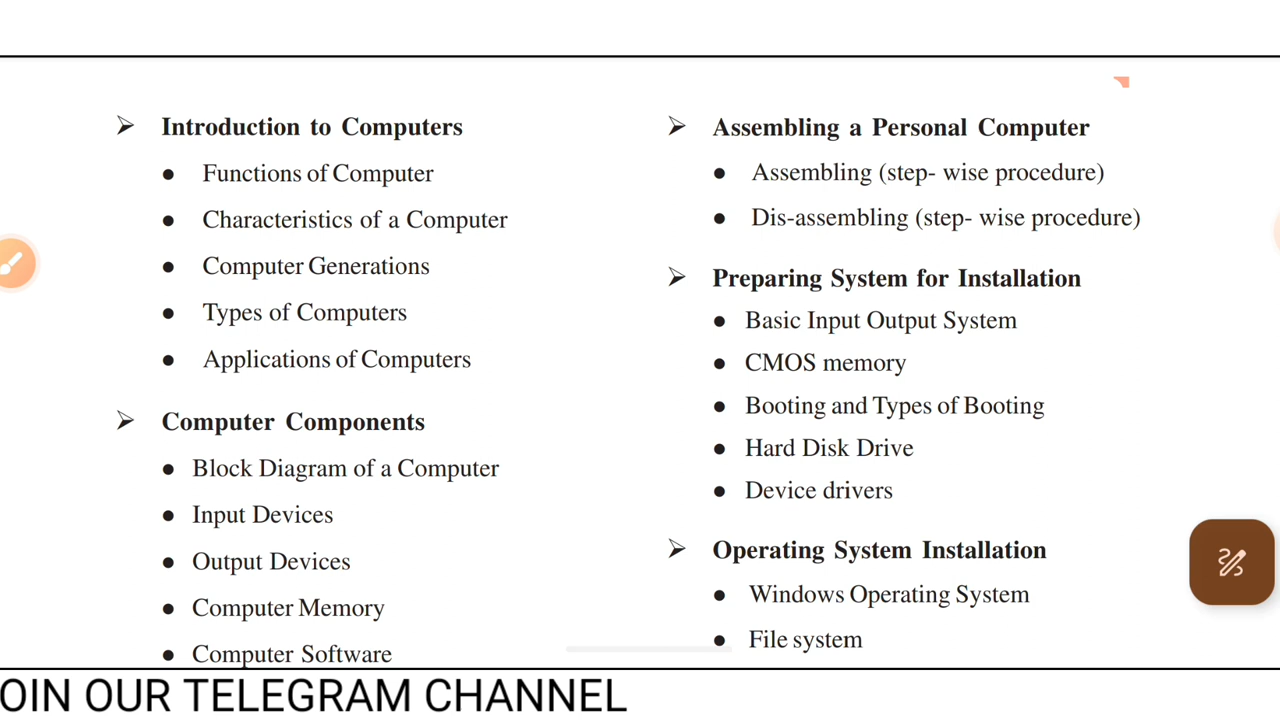 Introduction to Computers
Functions of Computer
Characteristics of a Computer
Computer Generations
Types of Computers
Applications of Computers
Computer Components
Block Diagram of a Computer
Input Devices
Output Devices
Computer Memory
Computer Software
Assembling a Personal Computer
Assembling (step- wise procedure)
Dis-assembling (step- wise procedure)
Preparing System for Installation
Basic Input Output System
CMOS memory
Booting and Types of Booting
Hard Disk Drive
Device drivers
Operating System Installation
Windows Operating System
File system
OIN OUR TELEGRAM CHANNEL